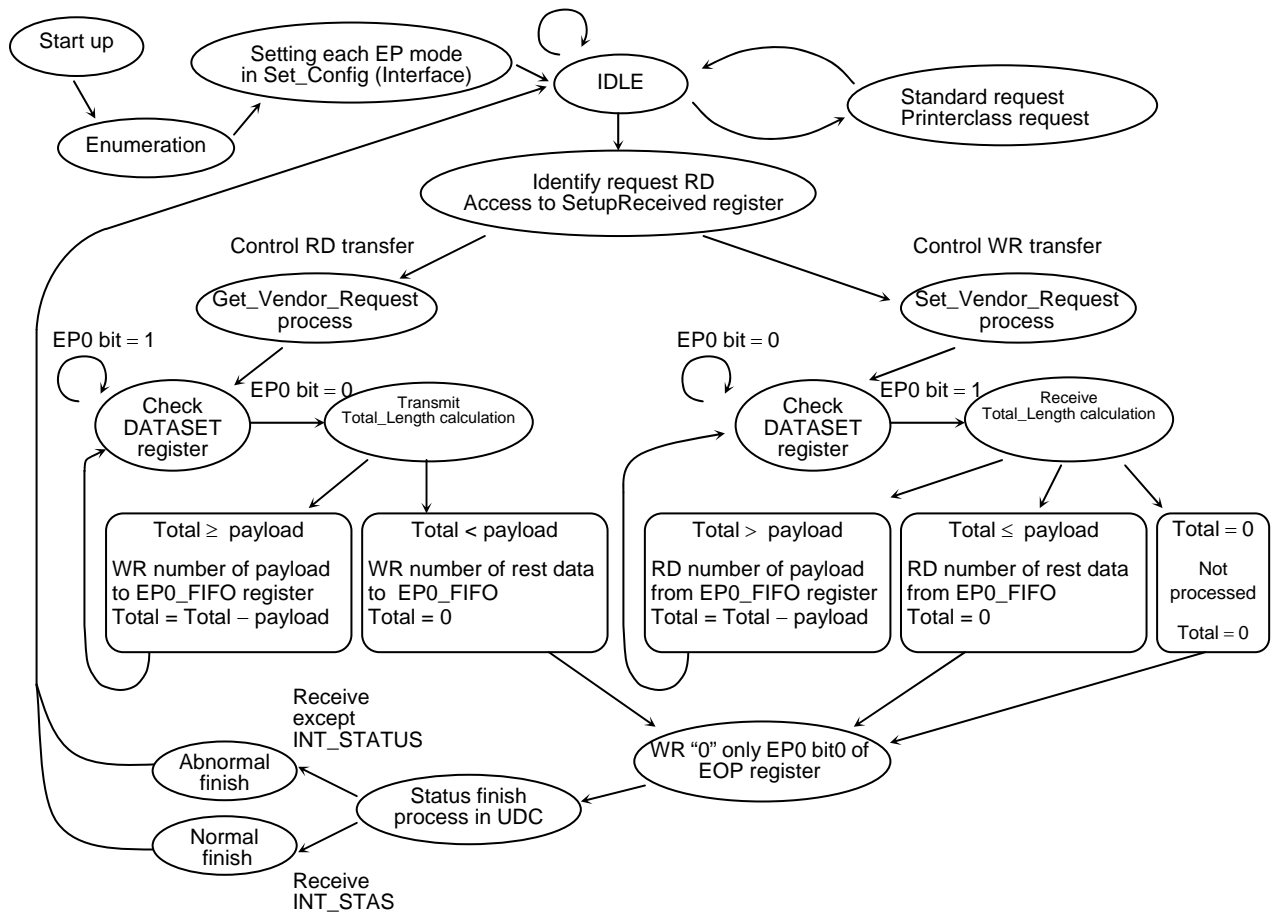 Start up
Setting each EP mode
in Set_Config (Interface)
IDLE
Standard request
Printerclass request
Enumeration
Identify request RD
Access to SetupReceived register
Control RD transfer
Control WR transfer
Get_Vendor_Request
process
Set_Vendor_Request
process
EP0 bit = 1
EP0 bit = 0
Check
DATASET
register
Transmit
Total_Length calculation
EP0 bit = 0
EP0 bit = 1
Check
DATASET
register
Receive
Total_Length calculation
Total ≥ payload
WR number of payload
to EP0_FIFO register
Total = Total − payload
Total < payload
WR number of rest data
to EP0_FIFO
Total = 0
Total > payload
RD number of payload
from EP0_FIFO register
Total = Total − payload
Total ≤ payload
RD number of rest data
from EP0_FIFO
Total = 0
Total = 0
Not
processed
Total = 0
Receive
except
INT_STATUS
WR “0” only EP0 bit0 of
EOP register
Abnormal
finish
Status finish
process in UDC
Normal
finish
Receive
INT_STAS